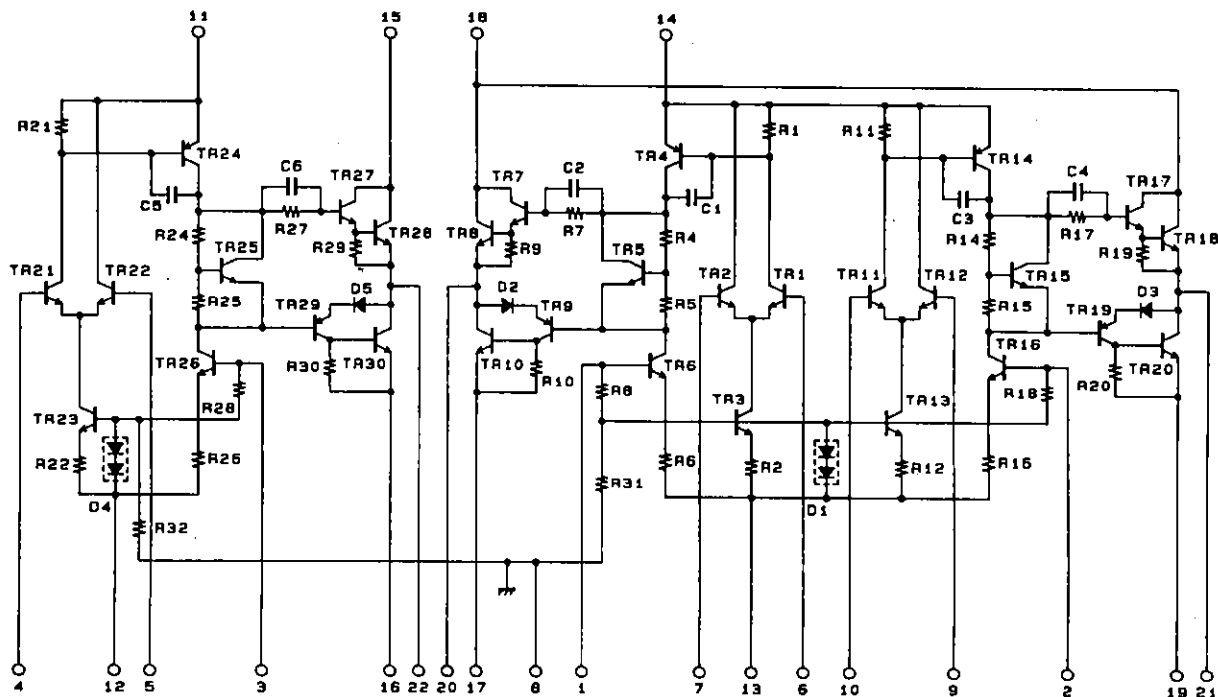 11 15 18 14
R21 TR24 C5 C6 TR27 R27 R29 TR28
TR7 C2 TR8 R9 R7 TR4 C1 R1 R11 TR14 C3 C4 TR17 R17 R19 TR18
R24 TR25 R4 TR5 R14 TR15
TR21 TR22 R25 TR29 D5 D2 TR9 R5 TR2 TR1 TR11 TR12 R15 TR19 D3
TR26 R30 TR30 TR10 R10 TR6 TR16 R20 TR20
TR23 R28 R8 TR3 TR13 R18
R22 R26 R6 R2 R12 R16
D4 R32 R31 D1
4 12 5 3 16 22 20 17 8 1 7 13 6 10 9 2 19 21